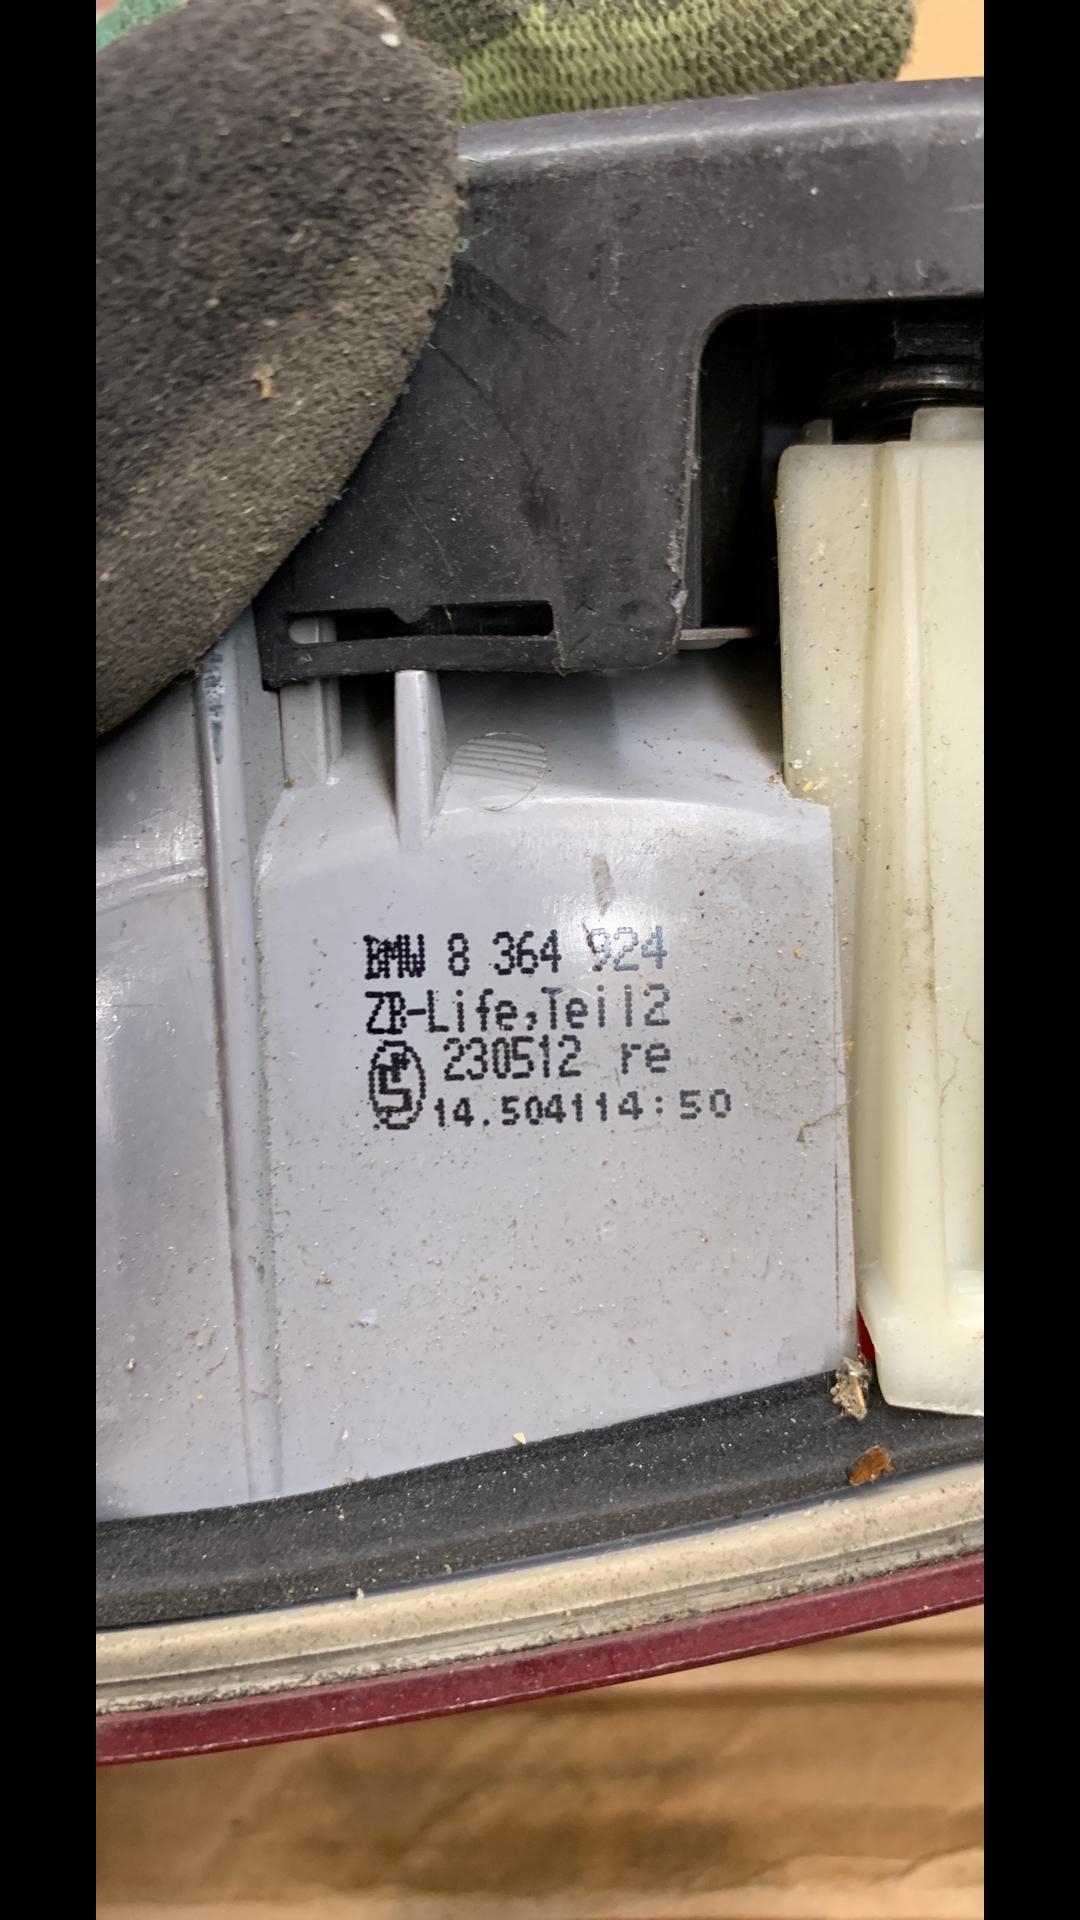 BMW 8 364 924
ZB-Life,Teil2
230512 re
14.504114:50